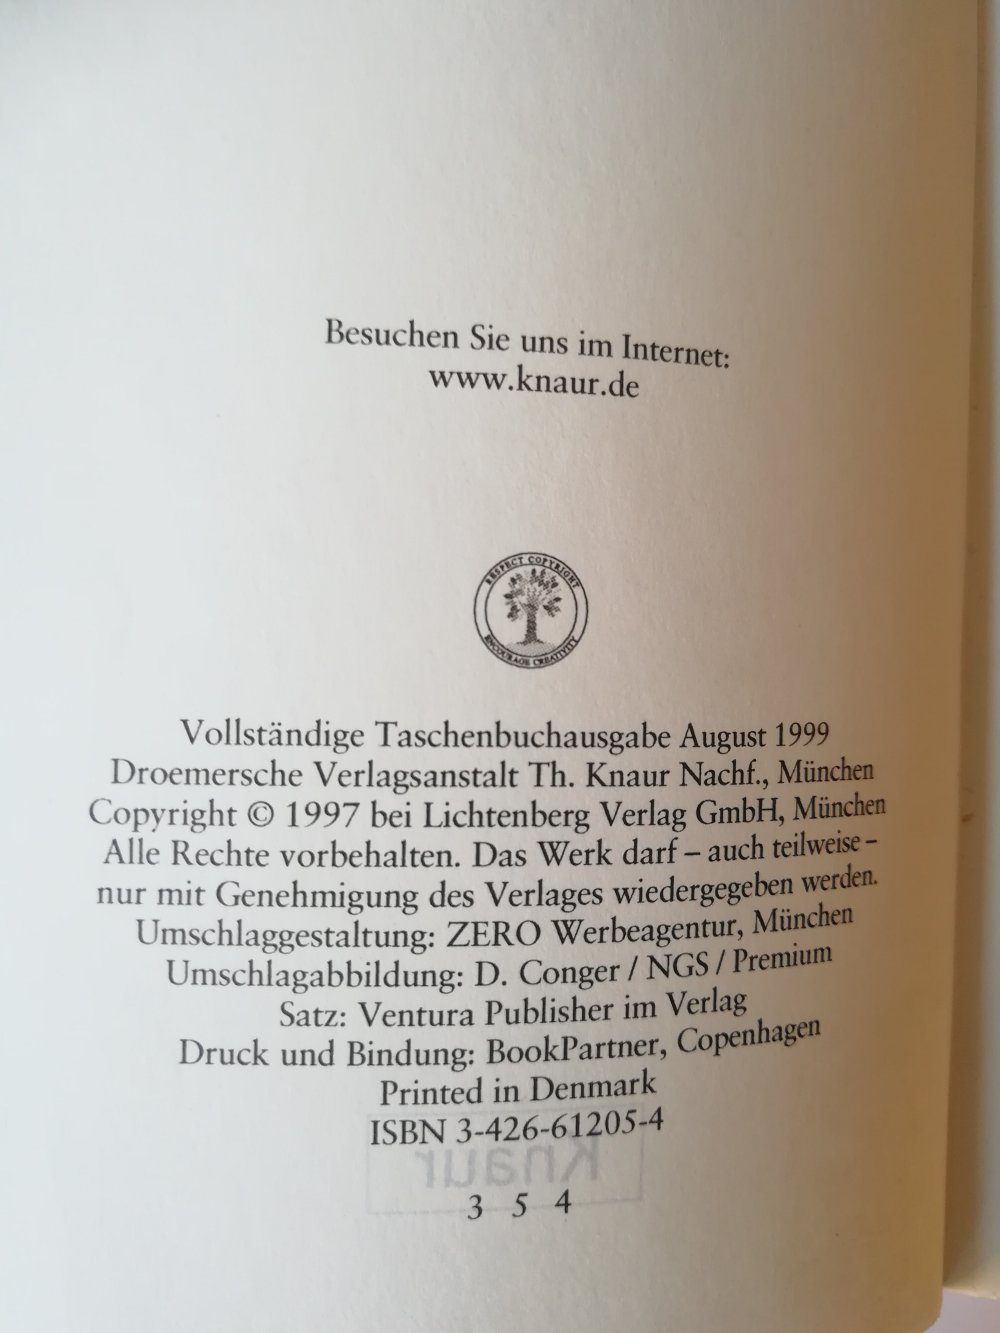 Besuchen Sie uns im Internet:
www.knaur.de
RESPECT COPYRIGHT
ENCOURAGE CREATIVITY
Vollständige Taschenbuchausgabe August 1999
Droemersche Verlagsanstalt Th. Knaur Nachf., München
Copyright © 1997 bei Lichtenberg Verlag GmbH, München
Alle Rechte vorbehalten. Das Werk darf – auch teilweise –
nur mit Genehmigung des Verlages wiedergegeben werden.
Umschlaggestaltung: ZERO Werbeagentur, München
Umschlagabbildung: D. Conger / NGS / Premium
Satz: Ventura Publisher im Verlag
Druck und Bindung: BookPartner, Copenhagen
Printed in Denmark
ISBN 3-426-61205-4
Knaur
3 5 4